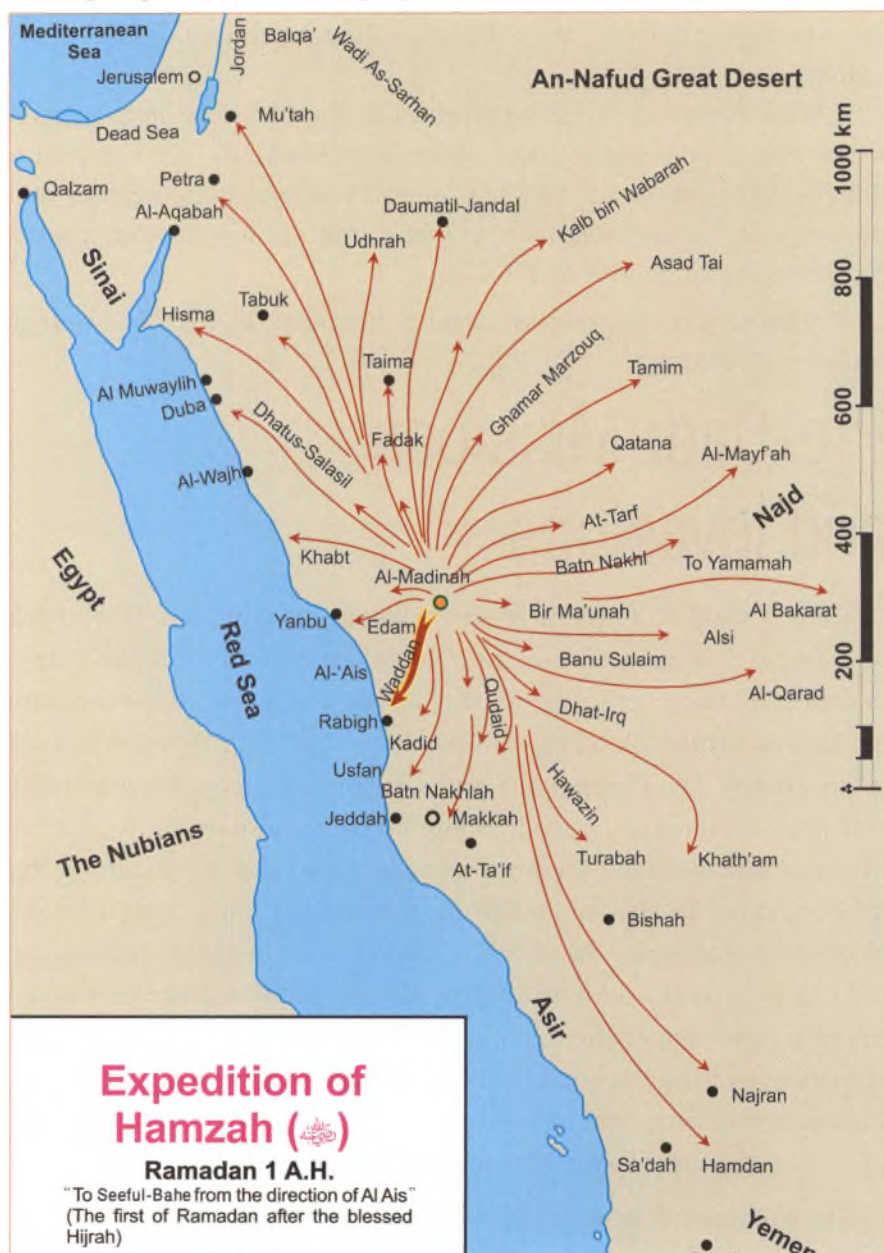 Mediterranean
Sea
Jordan
Balqa'
Wadi As-Sarhan
Jerusalem
An-Nafud Great Desert
Mu'tah
Dead Sea
1000 km
Qalzam
Petra
Al-Aqabah
Daumatil-Jandal
Kalb bin Wabarah
Udhrah
Asad Tai
Sinai
800
Hisma
Tabuk
Taima
Ghamar Marzouq
Tamim
Al Muwaylih
Duba
600
Dhatus-Salasil
Fadak
Qatana
Al-Mayf'ah
Al-Wajh
Najd
At-Tarf
400
Egypt
Khabt
Batn Nakhl
To Yamamah
Al-Madinah
Yanbu
Edam
Bir Ma'unah
Al Bakarat
Red Sea
Al-'Ais
Waddan
Alsi
Banu Sulaim
200
Qudaid
Al-Qarad
Rabigh
Kadid
Dhat-Irq
Usfan
Hawazin
Batn Nakhlah
Jeddah
Makkah
The Nubians
At-Ta'if
Turabah
Khath'am
Bishah
Asir
Najran
Sa'dah
Hamdan
Yemen
Expedition of
Hamzah (رضي الله عنه)
Ramadan 1 A.H.
"To Seeful-Bahe from the direction of Al Ais"
(The first of Ramadan after the blessed
Hijrah)